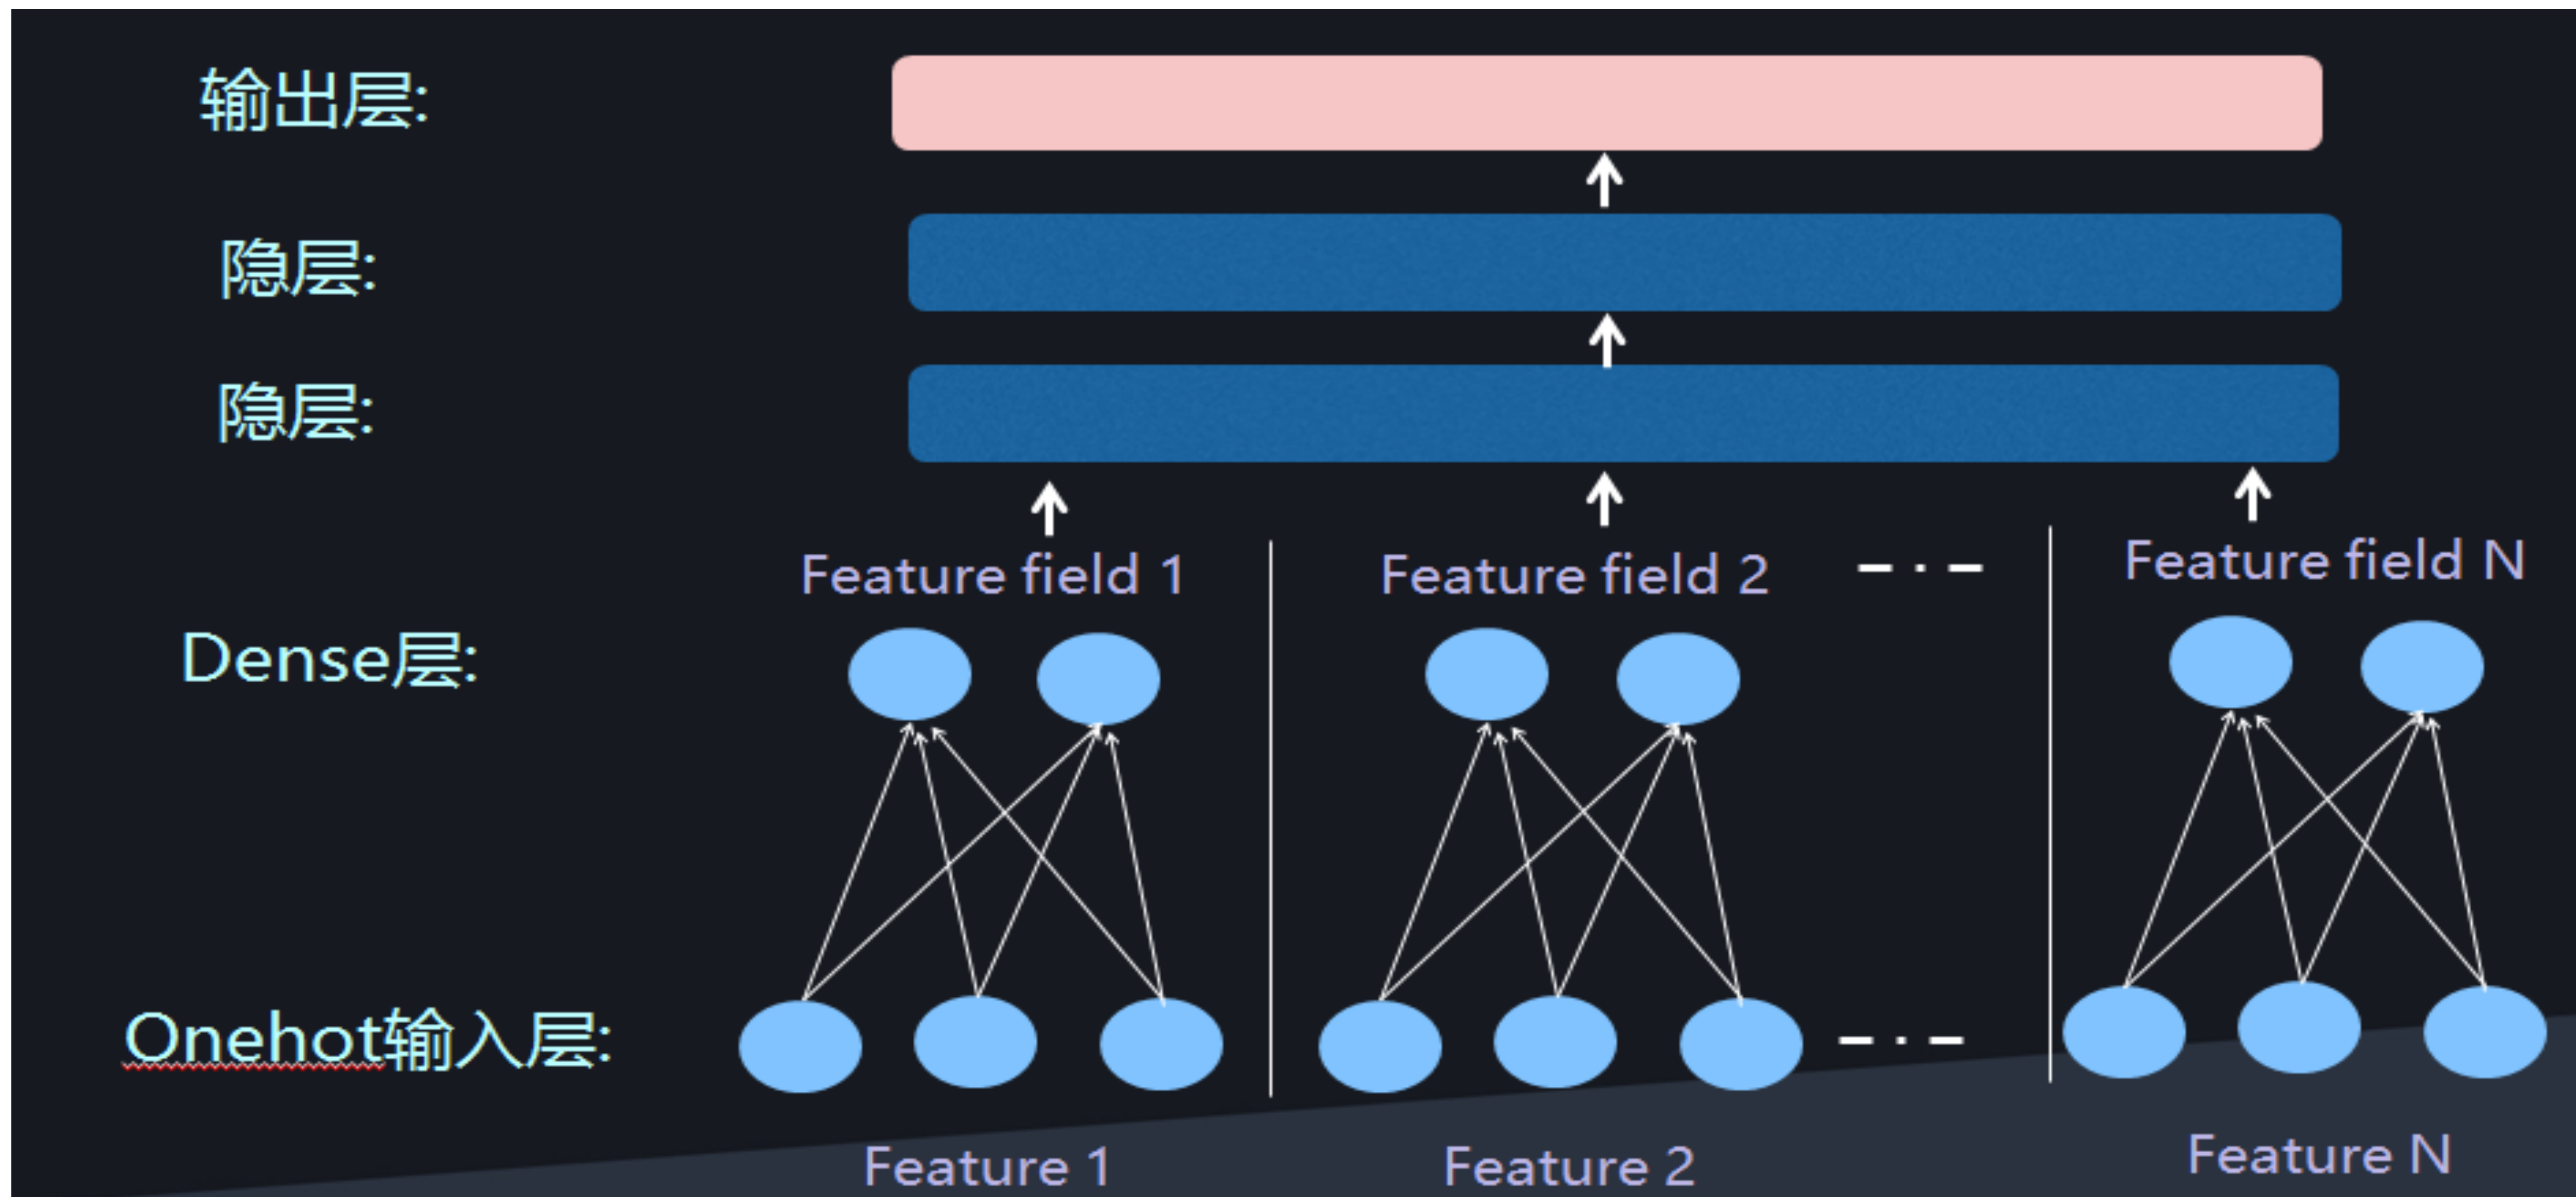 输出层:
隐层:
隐层:
Feature field 1
Feature field 2
Feature field N
Dense层:
Onehot输入层:
Feature 1
Feature 2
Feature N